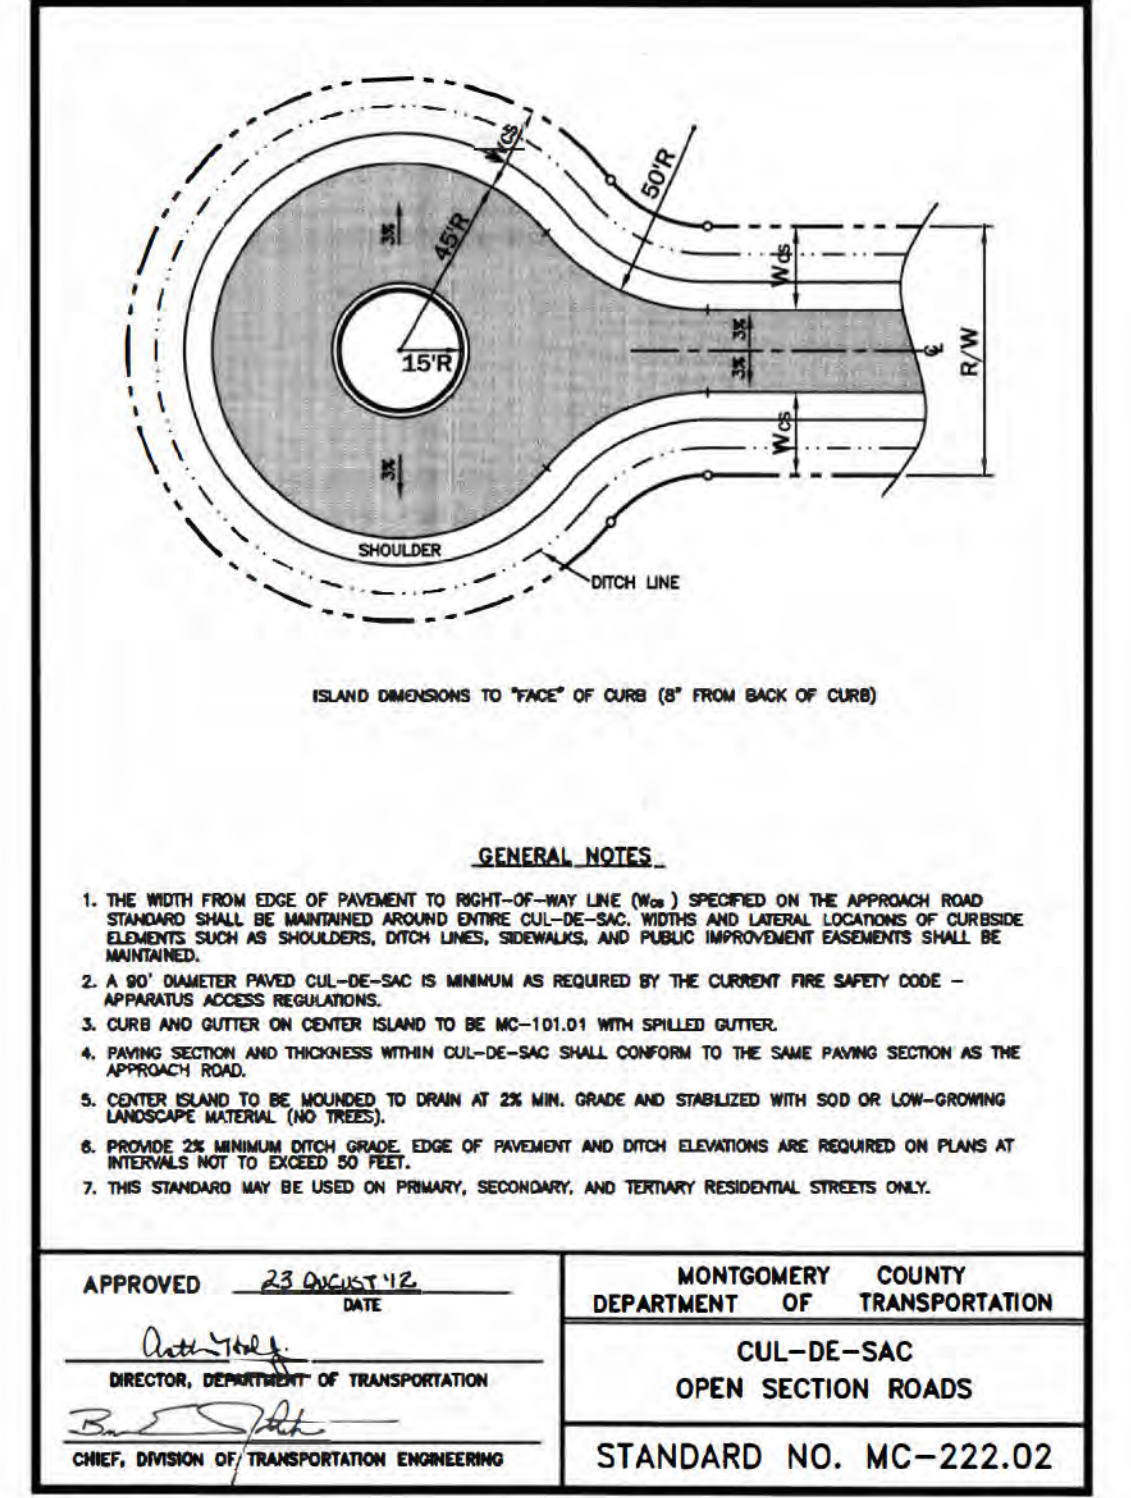 WCS
50'R
45'R
3%
WCS
3%
3%
℄
R/W
15'R
3%
WCS
SHOULDER
DITCH LINE
ISLAND DIMENSIONS TO "FACE" OF CURB (8" FROM BACK OF CURB)
GENERAL NOTES
1. THE WIDTH FROM EDGE OF PAVEMENT TO RIGHT-OF-WAY LINE (Wcs) SPECIFIED ON THE APPROACH ROAD
STANDARD SHALL BE MAINTAINED AROUND ENTIRE CUL-DE-SAC. WIDTHS AND LATERAL LOCATIONS OF CURBSIDE
ELEMENTS SUCH AS SHOULDERS, DITCH LINES, SIDEWALKS, AND PUBLIC IMPROVEMENT EASEMENTS SHALL BE
MAINTAINED.
2. A 90' DIAMETER PAVED CUL-DE-SAC IS MINIMUM AS REQUIRED BY THE CURRENT FIRE SAFETY CODE -
APPARATUS ACCESS REGULATIONS.
3. CURB AND GUTTER ON CENTER ISLAND TO BE MC-101.01 WITH SPILLED GUTTER.
4. PAVING SECTION AND THICKNESS WITHIN CUL-DE-SAC SHALL CONFORM TO THE SAME PAVING SECTION AS THE
APPROACH ROAD.
5. CENTER ISLAND TO BE MOUNDED TO DRAIN AT 2% MIN. GRADE AND STABILIZED WITH SOD OR LOW-GROWING
LANDSCAPE MATERIAL (NO TREES).
6. PROVIDE 2% MINIMUM DITCH GRADE. EDGE OF PAVEMENT AND DITCH ELEVATIONS ARE REQUIRED ON PLANS AT
INTERVALS NOT TO EXCEED 50 FEET.
7. THIS STANDARD MAY BE USED ON PRIMARY, SECONDARY, AND TERTIARY RESIDENTIAL STREETS ONLY.
APPROVED 23 AUGUST '12
DATE
DIRECTOR, DEPARTMENT OF TRANSPORTATION
CHIEF, DIVISION OF TRANSPORTATION ENGINEERING
MONTGOMERY COUNTY
DEPARTMENT OF TRANSPORTATION
CUL-DE-SAC
OPEN SECTION ROADS
STANDARD NO. MC-222.02